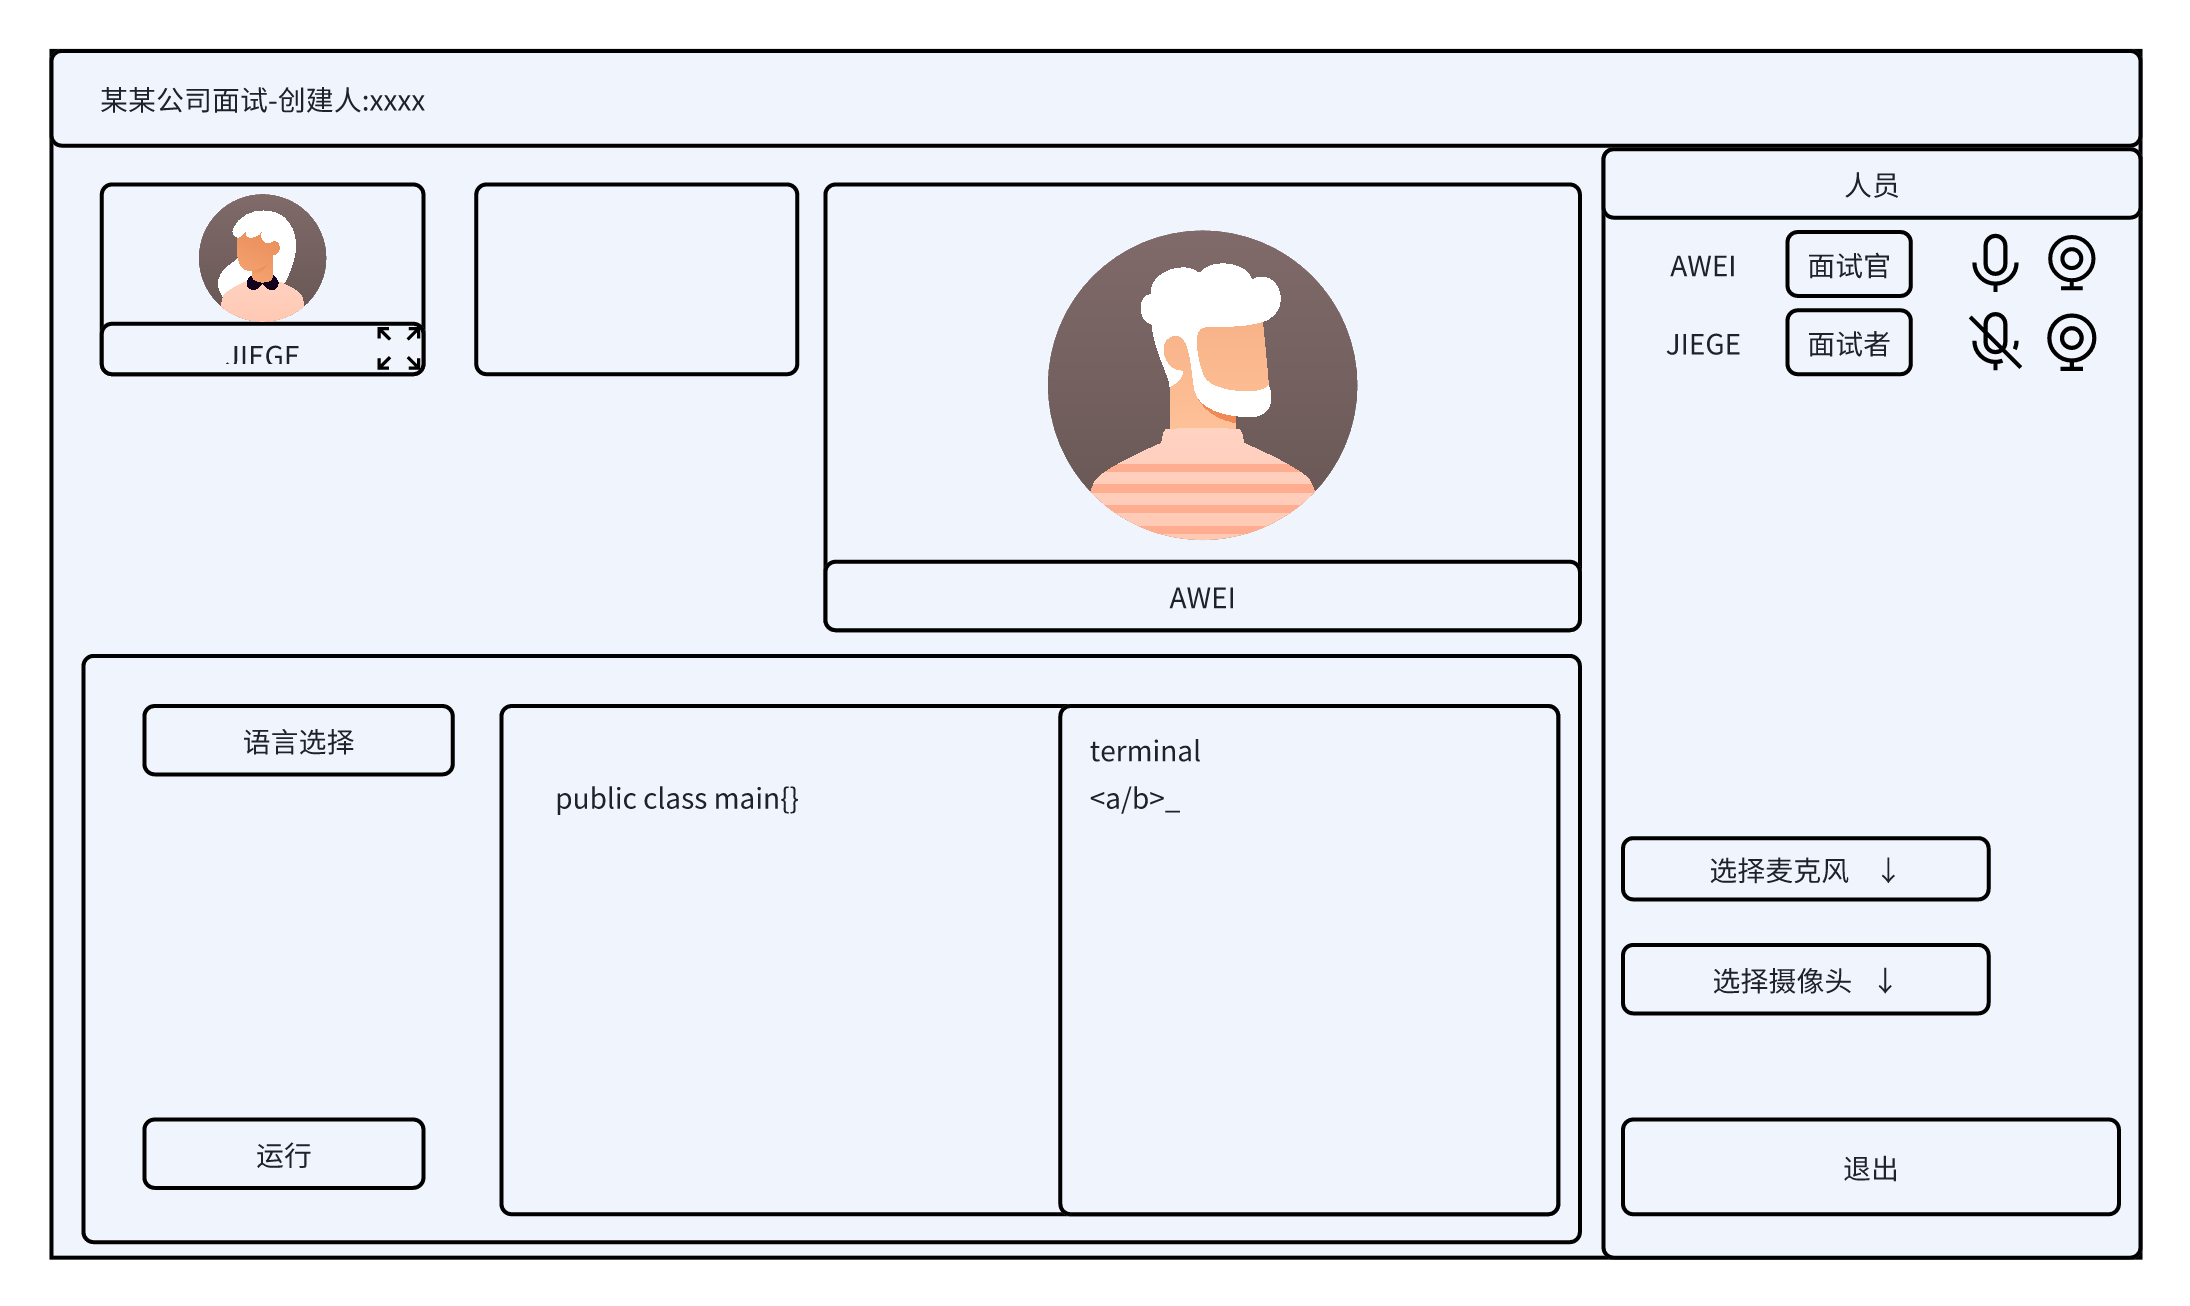 某某公司面试-创建人:xxxx
JIEGE
AWEI
人员
AWEI 面试官
JIEGE 面试者
语言选择
运行
public class main{}
terminal
<a/b>_
选择麦克风 ↓
选择摄像头 ↓
退出